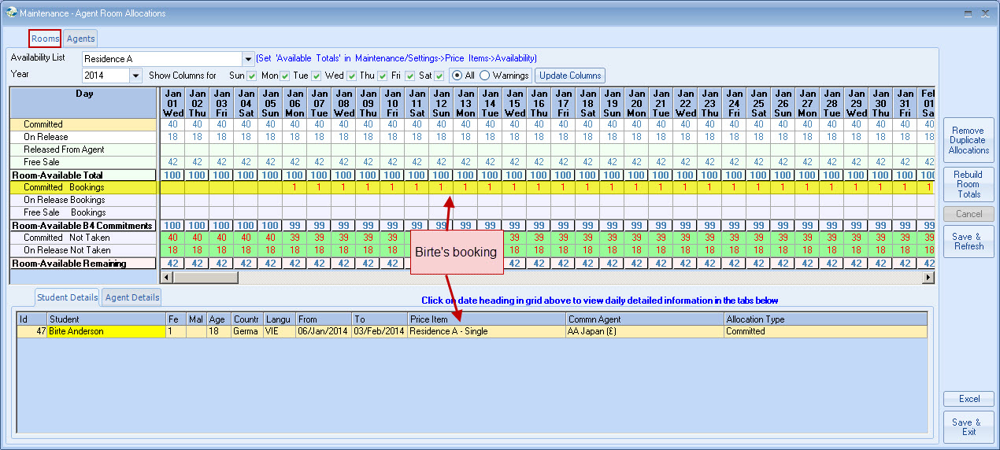 Maintenance - Agent Room Allocations
Rooms Agents
Availability List Residence A (Set 'Available Totals' in Maintenance/Settings->Price Items->Availability)
Year 2014 Show Columns for Sun Mon Tue Wed Thu Fri Sat All Warnings Update Columns
Day Jan Jan Jan Jan Jan Jan Jan Jan Jan Jan Jan Jan Jan Jan Jan Jan Jan Jan Jan Jan Jan Jan Jan Jan Jan Jan Jan Jan Jan Jan Jan Fel
01 02 03 04 05 06 07 08 09 10 11 12 13 14 15 16 17 18 19 20 21 22 23 24 25 26 27 28 29 30 31 01
Wed Thu Fri Sat Sun Mon Tue Wed Thu Fri Sat Sun Mon Tue Wed Thu Fri Sat Sun Mon Tue Wed Thu Fri Sat Sun Mon Tue Wed Thu Fri Sa
Committed 40 40 40 40 40 40 40 40 40 40 40 40 40 40 40 40 40 40 40 40 40 40 40 40 40 40 40 40 40 40 40 40
On Release 18 18 18 18 18 18 18 18 18 18 18 18 18 18 18 18 18 18 18 18 18 18 18 18 18 18 18 18 18 18 18 18
Released From Agent
Free Sale 42 42 42 42 42 42 42 42 42 42 42 42 42 42 42 42 42 42 42 42 42 42 42 42 42 42 42 42 42 42 42 42
Room-Available Total 100 100 100 100 100 100 100 100 100 100 100 100 100 100 100 100 100 100 100 100 100 100 100 100 100 100 100 100 100 100 100 100
Committed Bookings 1 1 1 1 1 1 1 1 1 1 1 1 1 1 1 1 1 1 1 1 1 1 1 1 1 1 1
On Release Bookings
Free Sale Bookings
Room-Available B4 Commitments 100 100 100 100 100 99 99 99 99 99 99 99 99 99 99 99 99 99 99 99 99 99 99 99 99 99 99 99 99 99 99 99
Committed Not Taken 40 40 40 40 40 39 39 39 39 39 39 39 39 39 39 39 39 39 39 39 39 39 39 39 39 39 39 39
On Release Not Taken 18 18 18 18 18 18 18 18 18 18 18 18 18 18 18 18 18 18 18 18 18 18 18 18 18 18 18 18
Room-Available Remaining 42 42 42 42 42 42 42 42 42 42 42 42 42 42 42 42 42 42 42 42 42 42 42 42 42 42 42 42
Birte's booking
Remove
Duplicate
Allocations
Rebuild
Room
Totals
Cancel
Save &
Refresh
Student Details Agent Details
Click on date heading in grid above to view daily detailed information in the tabs below
Id Student Fe Mal Age Countr Langu From To Price Item Commn Agent Allocation Type
47 Birte Anderson 1 18 Germa VIE 06/Jan/2014 03/Feb/2014 Residence A - Single AA Japan (£) Committed
Excel
Save &
Exit